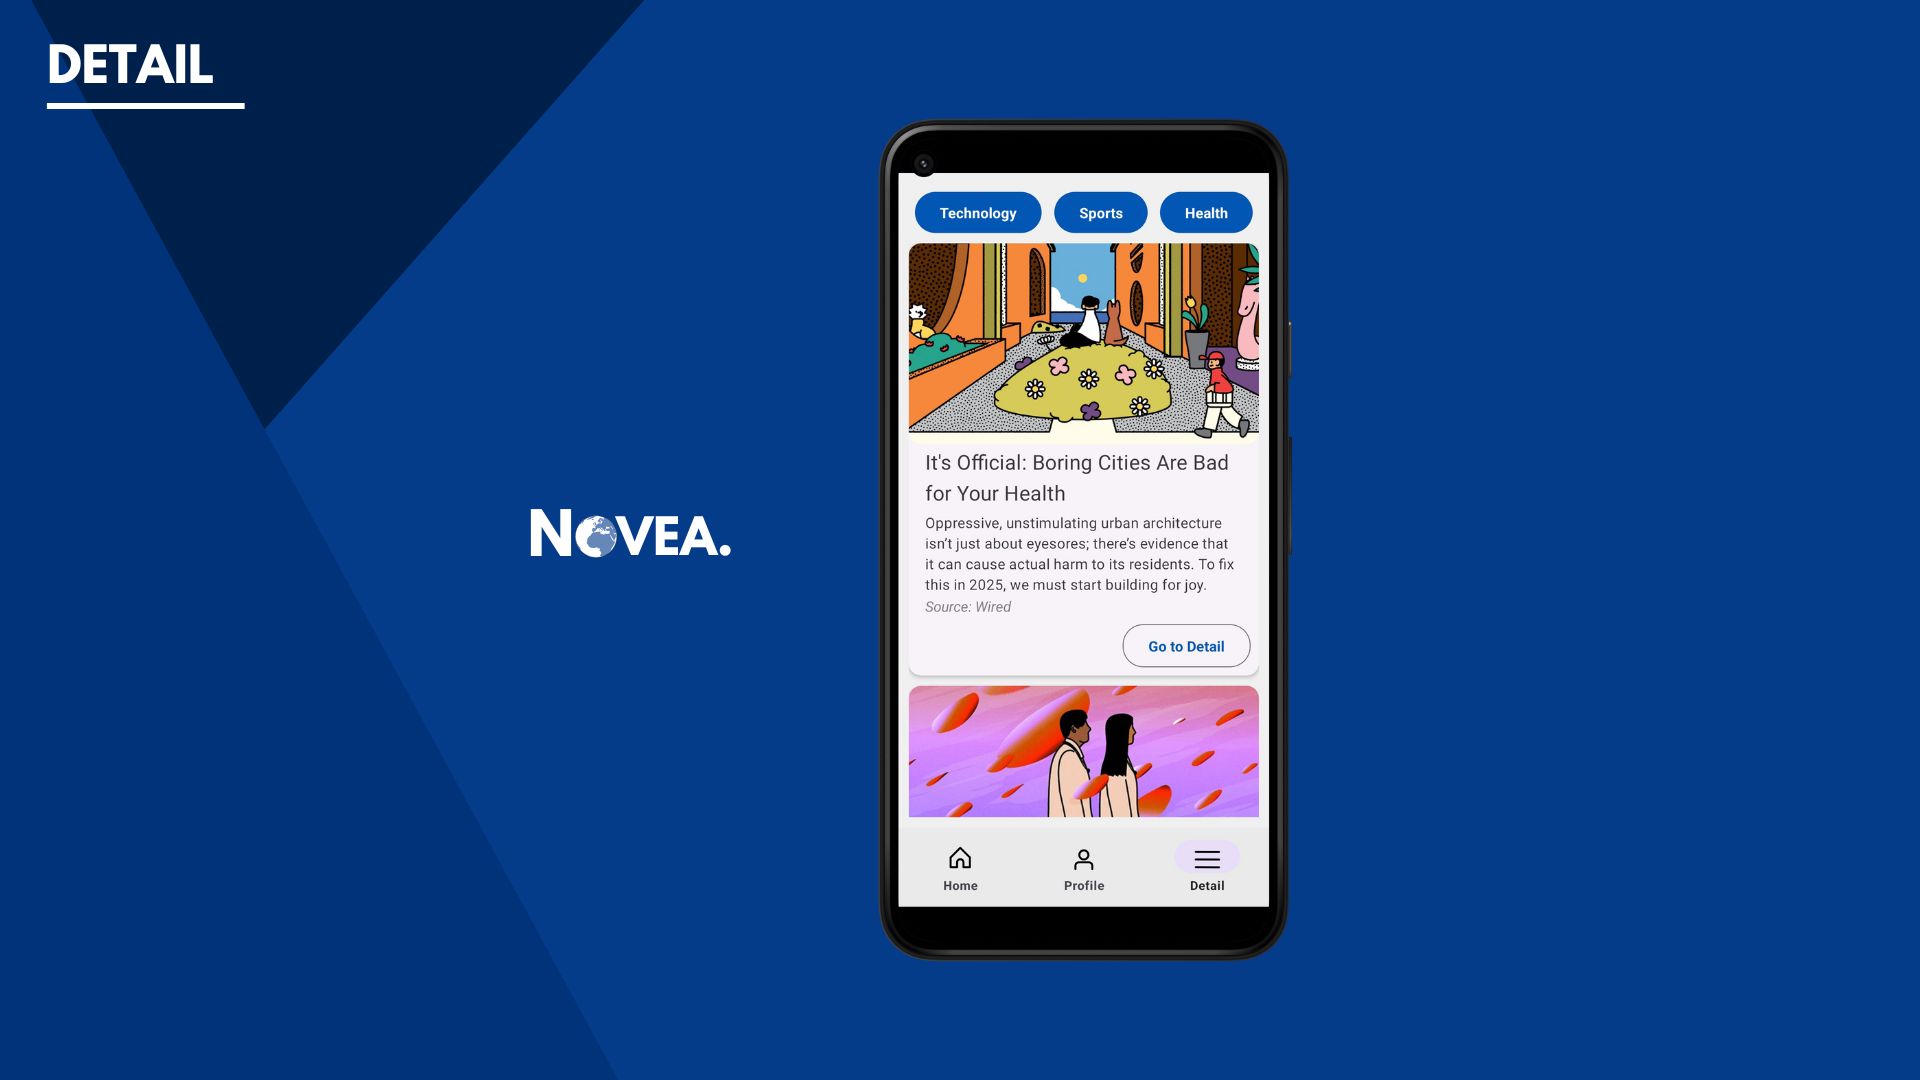 DETAIL
NOVEA.
Technology Sports Health
It's Official: Boring Cities Are Bad
for Your Health
Oppressive, unstimulating urban architecture
isn’t just about eyesores; there’s evidence that
it can cause actual harm to its residents. To fix
this in 2025, we must start building for joy.
Source: Wired
Go to Detail
Home Profile Detail